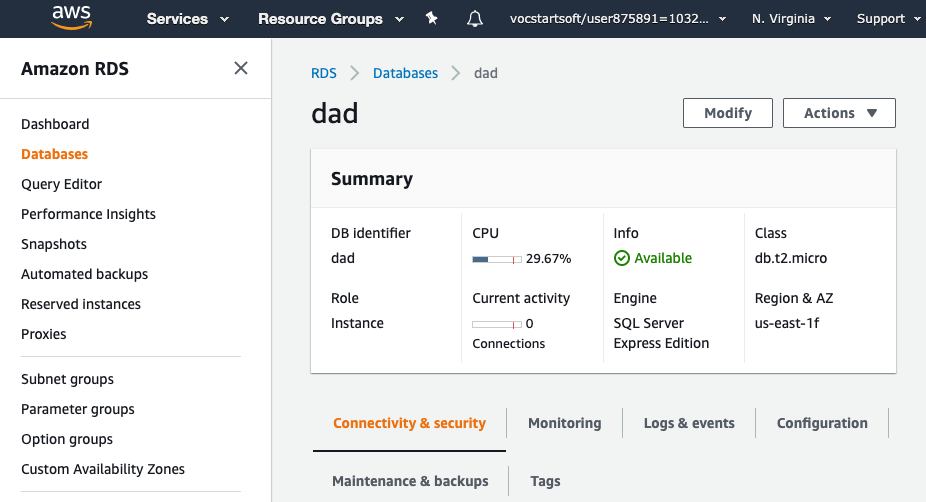 aws Services Resource Groups vocstartsoft/user875891=1032... N. Virginia Support
Amazon RDS
Dashboard
Databases
Query Editor
Performance Insights
Snapshots
Automated backups
Reserved instances
Proxies
Subnet groups
Parameter groups
Option groups
Custom Availability Zones
RDS Databases dad
dad
Modify Actions
Summary
DB identifier
dad
CPU
29.67%
Info
Available
Class
db.t2.micro
Role
Instance
Current activity
0
Connections
Engine
SQL Server
Express Edition
Region & AZ
us-east-1f
Connectivity & security Monitoring Logs & events Configuration
Maintenance & backups Tags